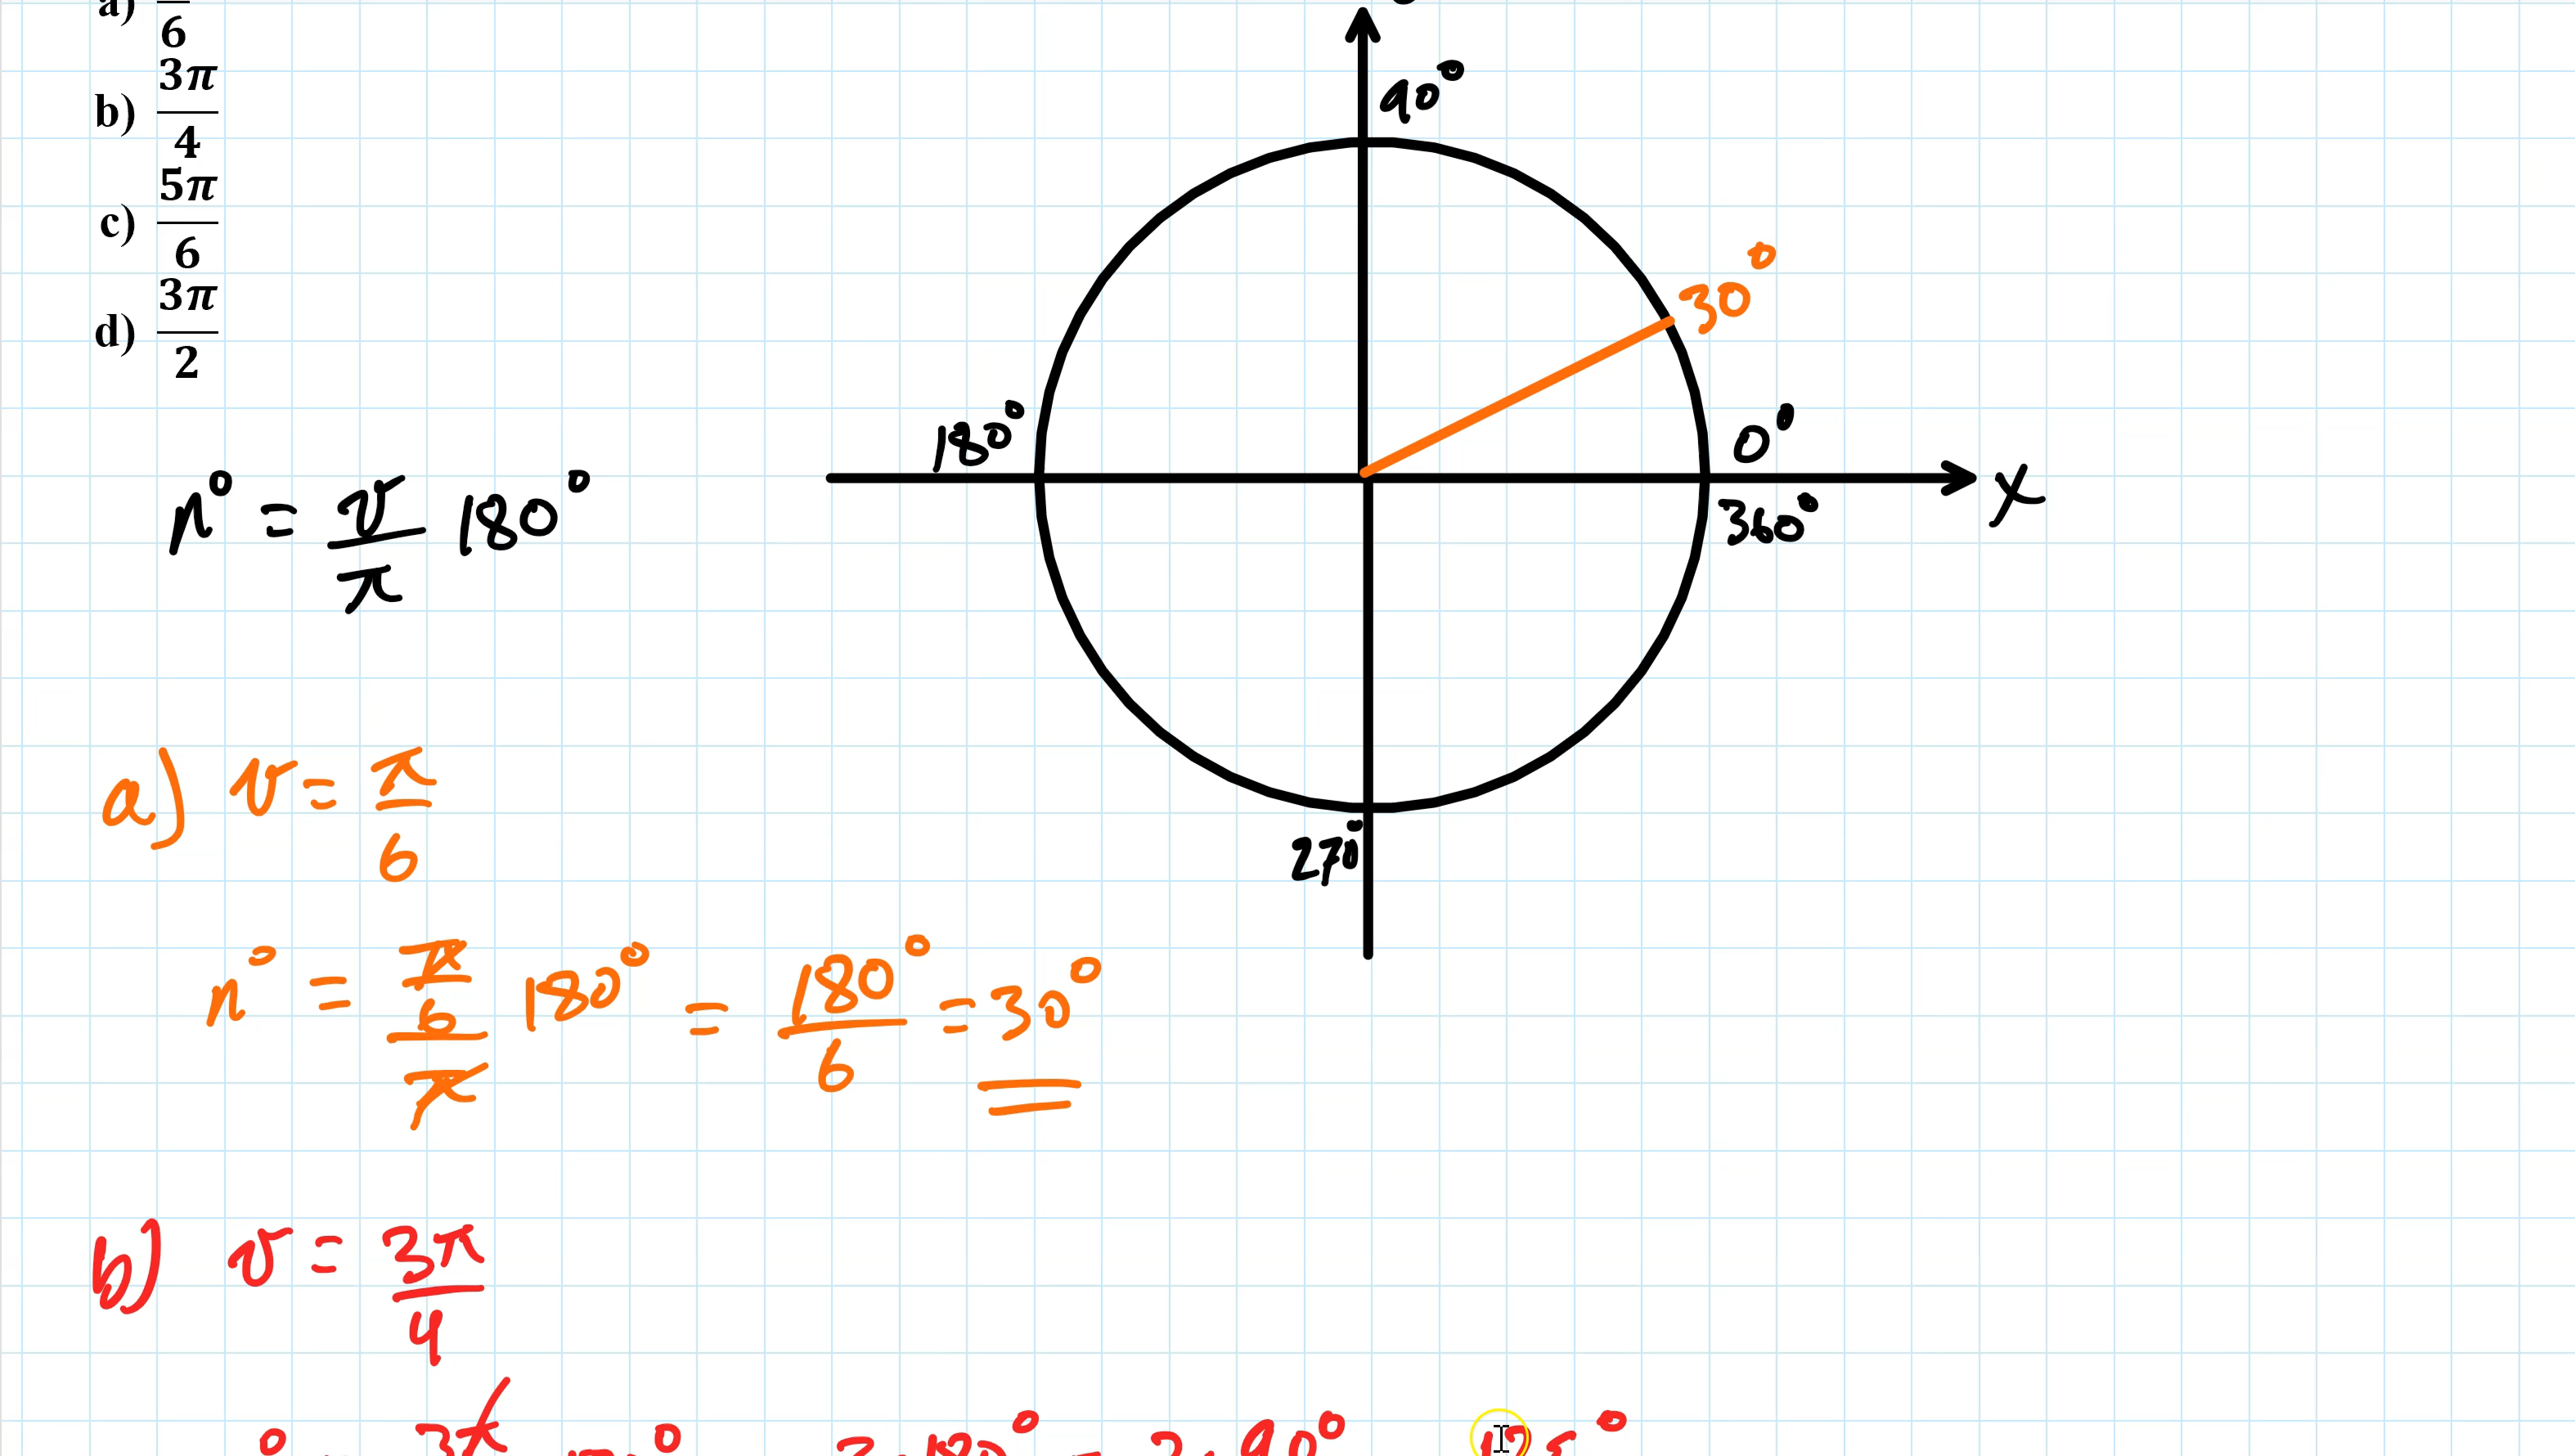 a) π/6
b) 3π/4
c) 5π/6
d) 3π/2
90°
30°
180°
0°
360°
x
270°
n° = v/π 180°
a) v = π/6
n° = (π/6)/π 180° = 180°/6 = 30°
b) v = 3π/4